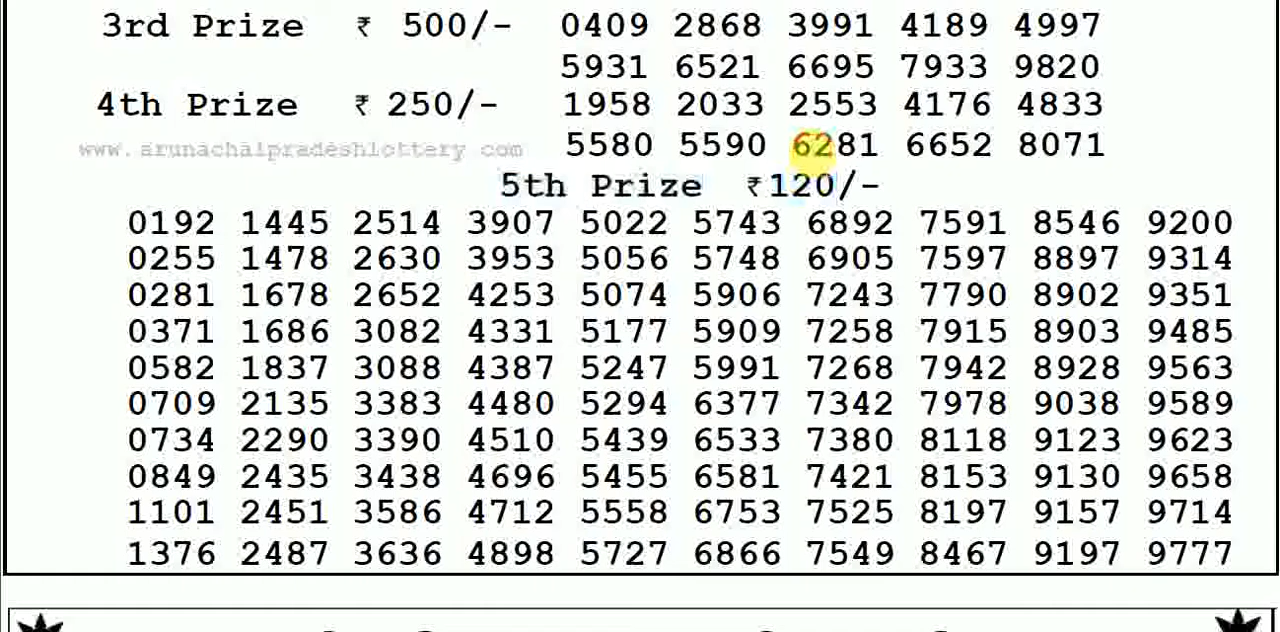 3rd Prize ₹ 500/- 0409 2868 3991 4189 4997
5931 6521 6695 7933 9820
4th Prize ₹ 250/- 1958 2033 2553 4176 4833
www.arunachalpradeshlottery.com 5580 5590 6281 6652 8071
5th Prize ₹120/-
0192 1445 2514 3907 5022 5743 6892 7591 8546 9200
0255 1478 2630 3953 5056 5748 6905 7597 8897 9314
0281 1678 2652 4253 5074 5906 7243 7790 8902 9351
0371 1686 3082 4331 5177 5909 7258 7915 8903 9485
0582 1837 3088 4387 5247 5991 7268 7942 8928 9563
0709 2135 3383 4480 5294 6377 7342 7978 9038 9589
0734 2290 3390 4510 5439 6533 7380 8118 9123 9623
0849 2435 3438 4696 5455 6581 7421 8153 9130 9658
1101 2451 3586 4712 5558 6753 7525 8197 9157 9714
1376 2487 3636 4898 5727 6866 7549 8467 9197 9777